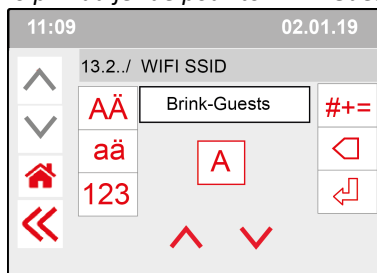 11:09 02.01.19
13.2../ WIFI SSID
AÄ Brink-Guests #+=
aä A
123